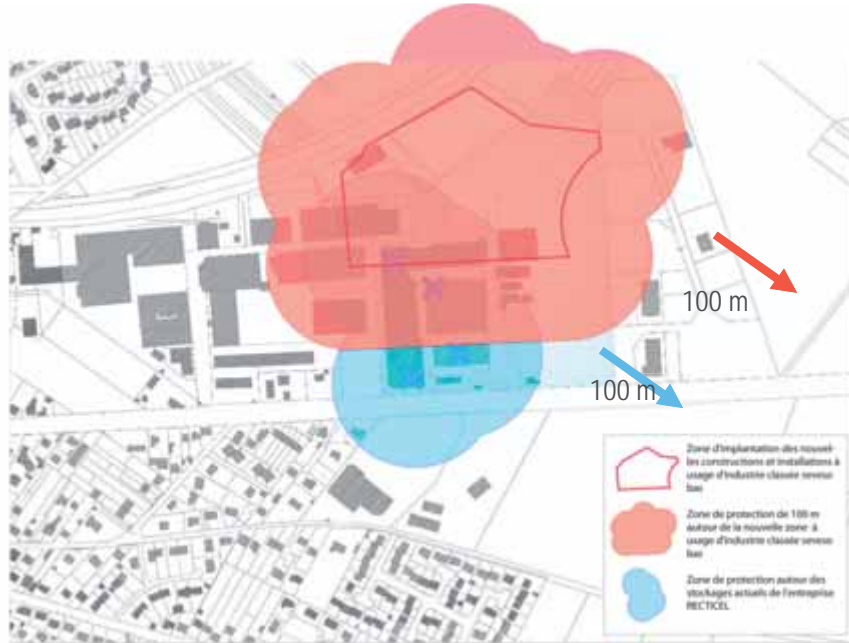 100 m
100 m
Zone d'implantation des nouvel-
les constructions et installations à
usage d'industrie classée seveso
bas
Zone de protection de 100 m
autour de la nouvelle zone à
usage d'industrie classée seveso
bas
Zone de protection autour des
stockages actuels de l'entreprise
RECTICEL